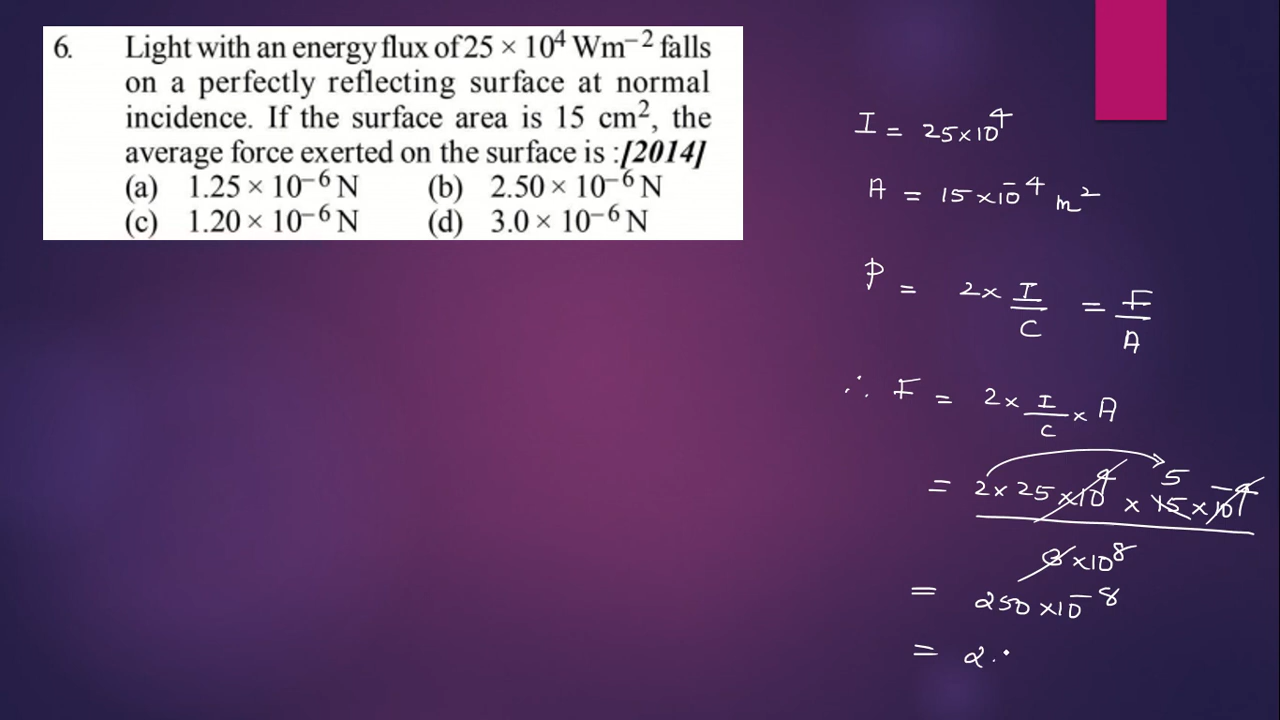 6. Light with an energy flux of 25 × 10⁴ Wm⁻² falls
on a perfectly reflecting surface at normal
incidence. If the surface area is 15 cm², the
average force exerted on the surface is :[2014]
(a) 1.25 × 10⁻⁶ N (b) 2.50 × 10⁻⁶ N
(c) 1.20 × 10⁻⁶ N (d) 3.0 × 10⁻⁶ N
I = 25×10⁴
A = 15×10⁻⁴ m²
P = 2× I/C = F/A
∴ F = 2× I/C × A
= 2×25×10⁴ × 15×10⁻⁴
5
3×10⁸
= 250×10⁻⁸
= 2.